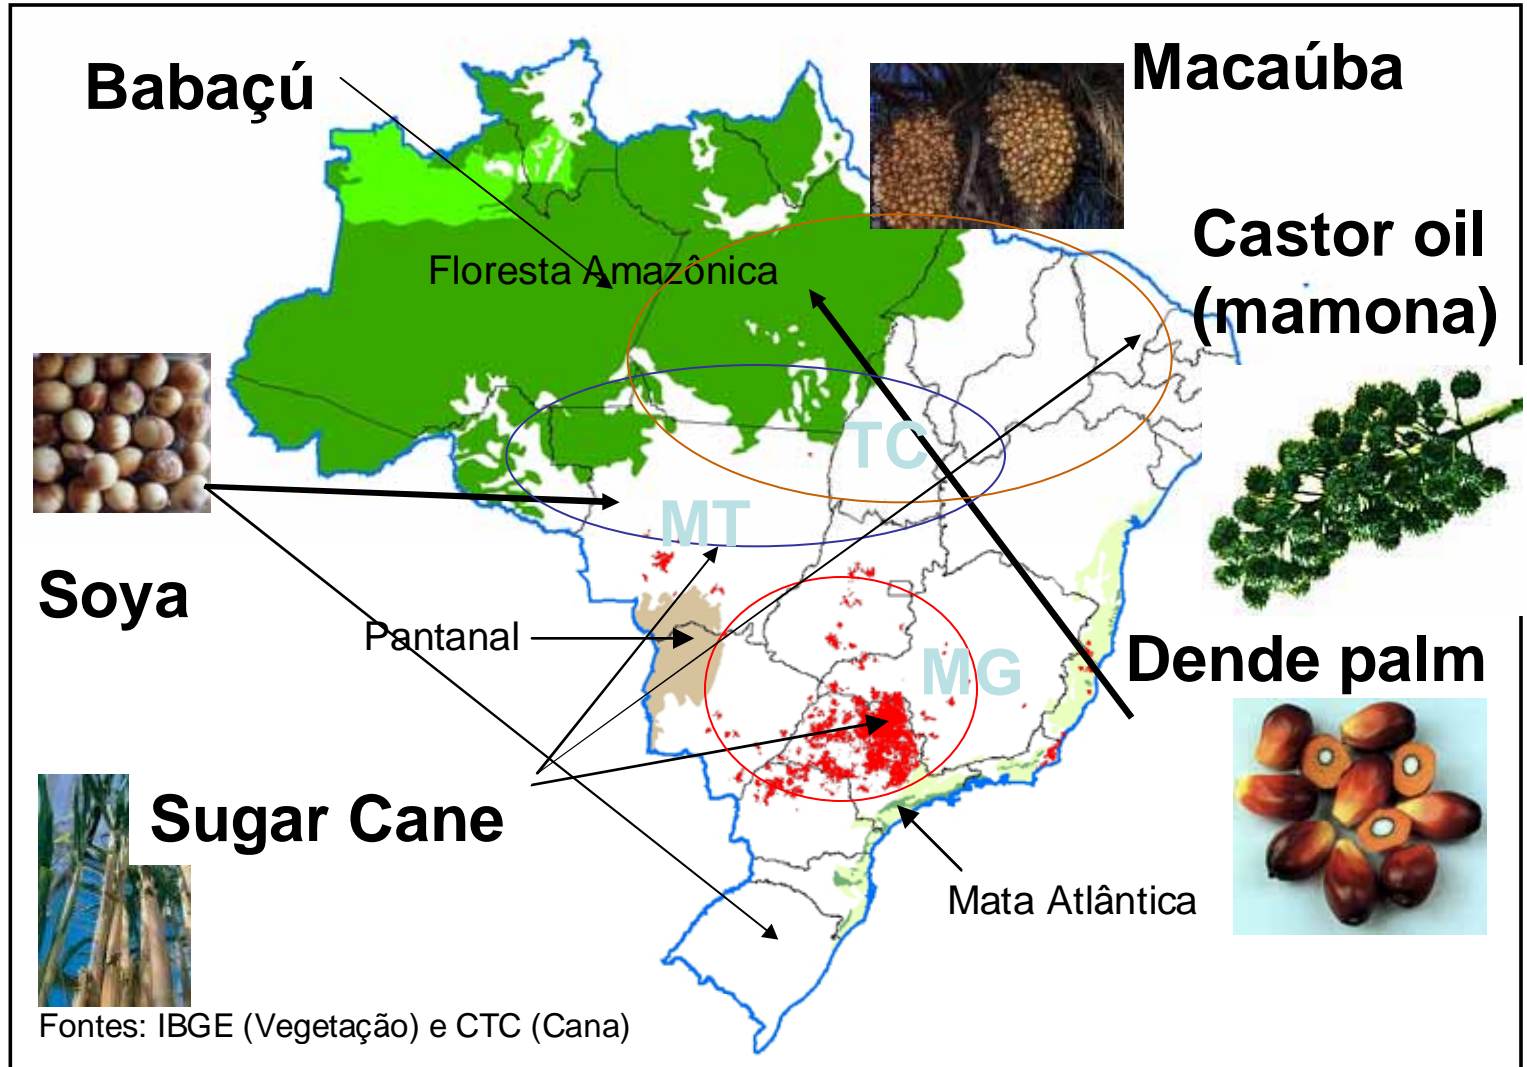 Babaçú
Macaúba
Castor oil
(mamona)
Floresta Amazônica
TC
MT
Soya
Pantanal
MG
Dende palm
Sugar Cane
Mata Atlântica
Fontes: IBGE (Vegetação) e CTC (Cana)